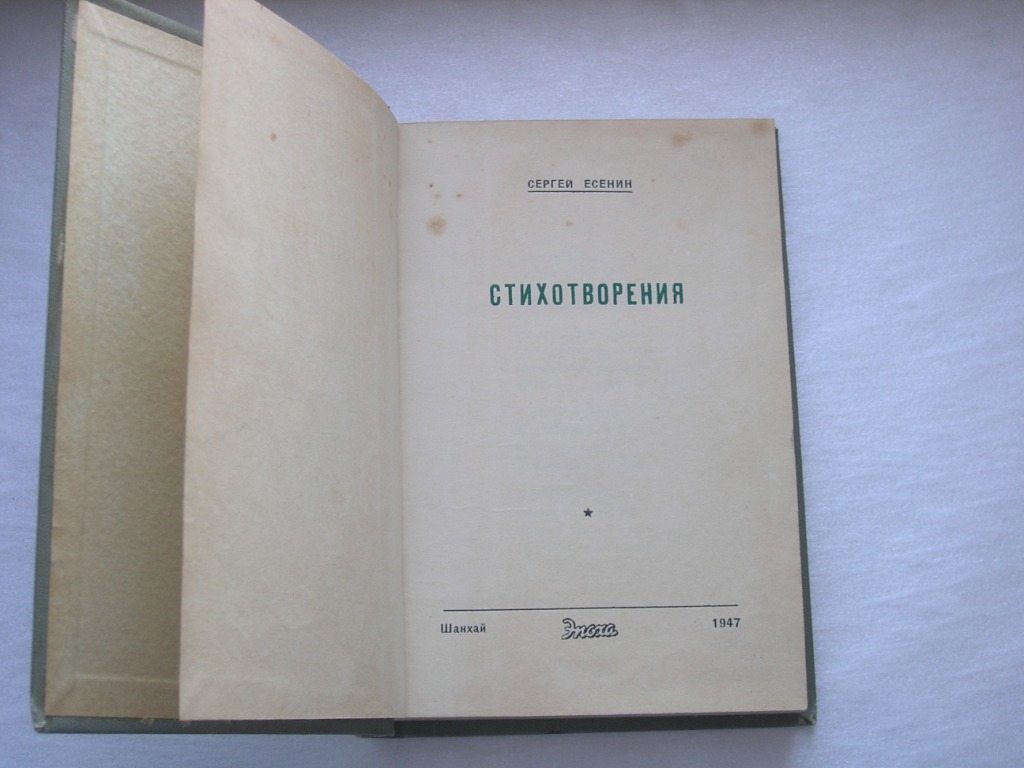 СЕРГЕЙ ЕСЕНИН
СТИХОТВОРЕНИЯ
Шанхай Эпоха 1947